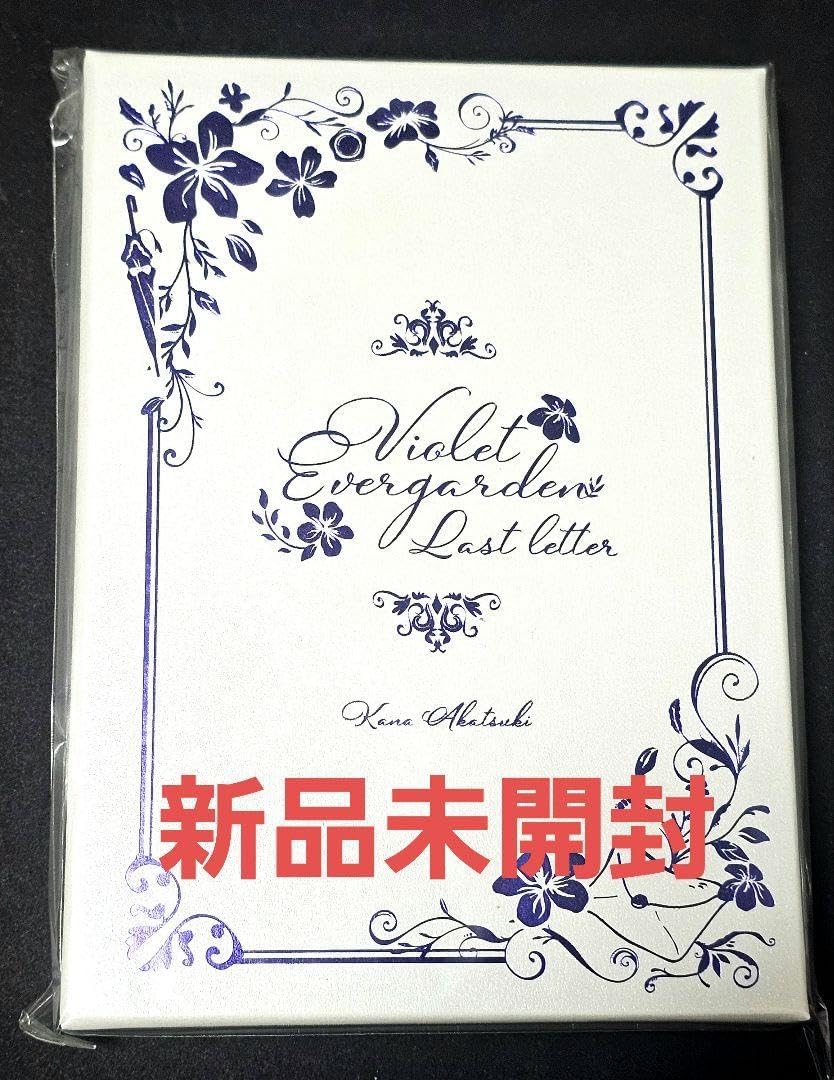 Violet
Evergarden
Last letter
Kana Akatsuki
新品未開封